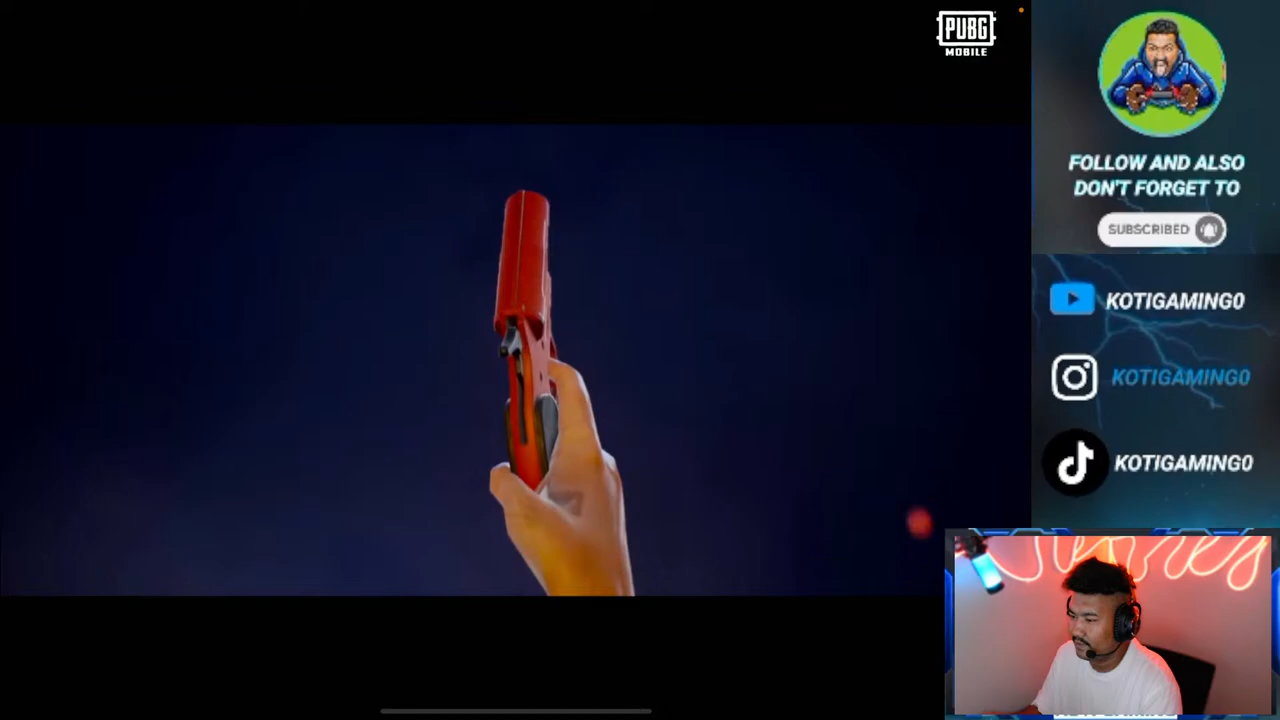 PUBG
MOBILE
FOLLOW AND ALSO
DON'T FORGET TO
SUBSCRIBED
KOTIGAMING0
KOTIGAMING0
KOTIGAMING0